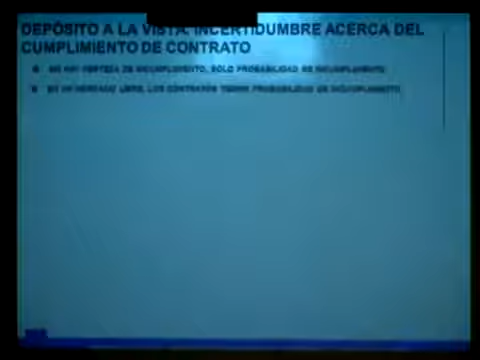 DEPÓSITO A LA VISTA: INCERTIDUMBRE ACERCA DEL
CUMPLIMIENTO DE CONTRATO
NO HAY CERTEZA DE INCUMPLIMIENTO, SOLO PROBABILIDAD DE INCUMPLIMIENTO
EN UN MERCADO LIBRE, LOS CONTRATOS TIENEN PROBABILIDAD DE INCUMPLIMIENTO